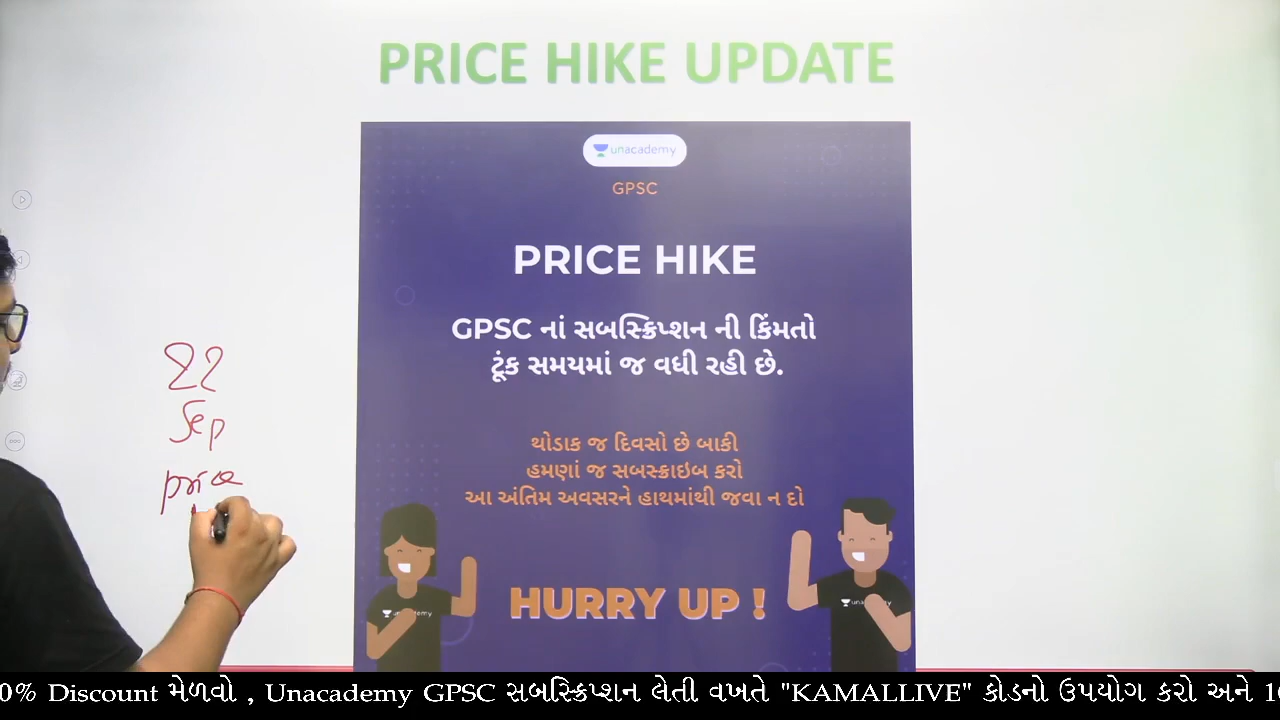 PRICE HIKE UPDATE
unacademy
GPSC
PRICE HIKE
GPSC નાં સબસ્ક્રિપ્શન ની કિંમતો
ટૂંક સમયમાં જ વધી રહી છે.
થોડાક જ દિવસો છે બાકી
હમણાં જ સબસ્ક્રાઇબ કરો
આ અંતિમ અવસરને હાથમાંથી જવા ન દો
HURRY UP !
22
Sep
price
0% Discount મેળવો , Unacademy GPSC સબસ્ક્રિપ્શન લેતી વખતે "KAMALLIVE" કોડનો ઉપયોગ કરો અને 10